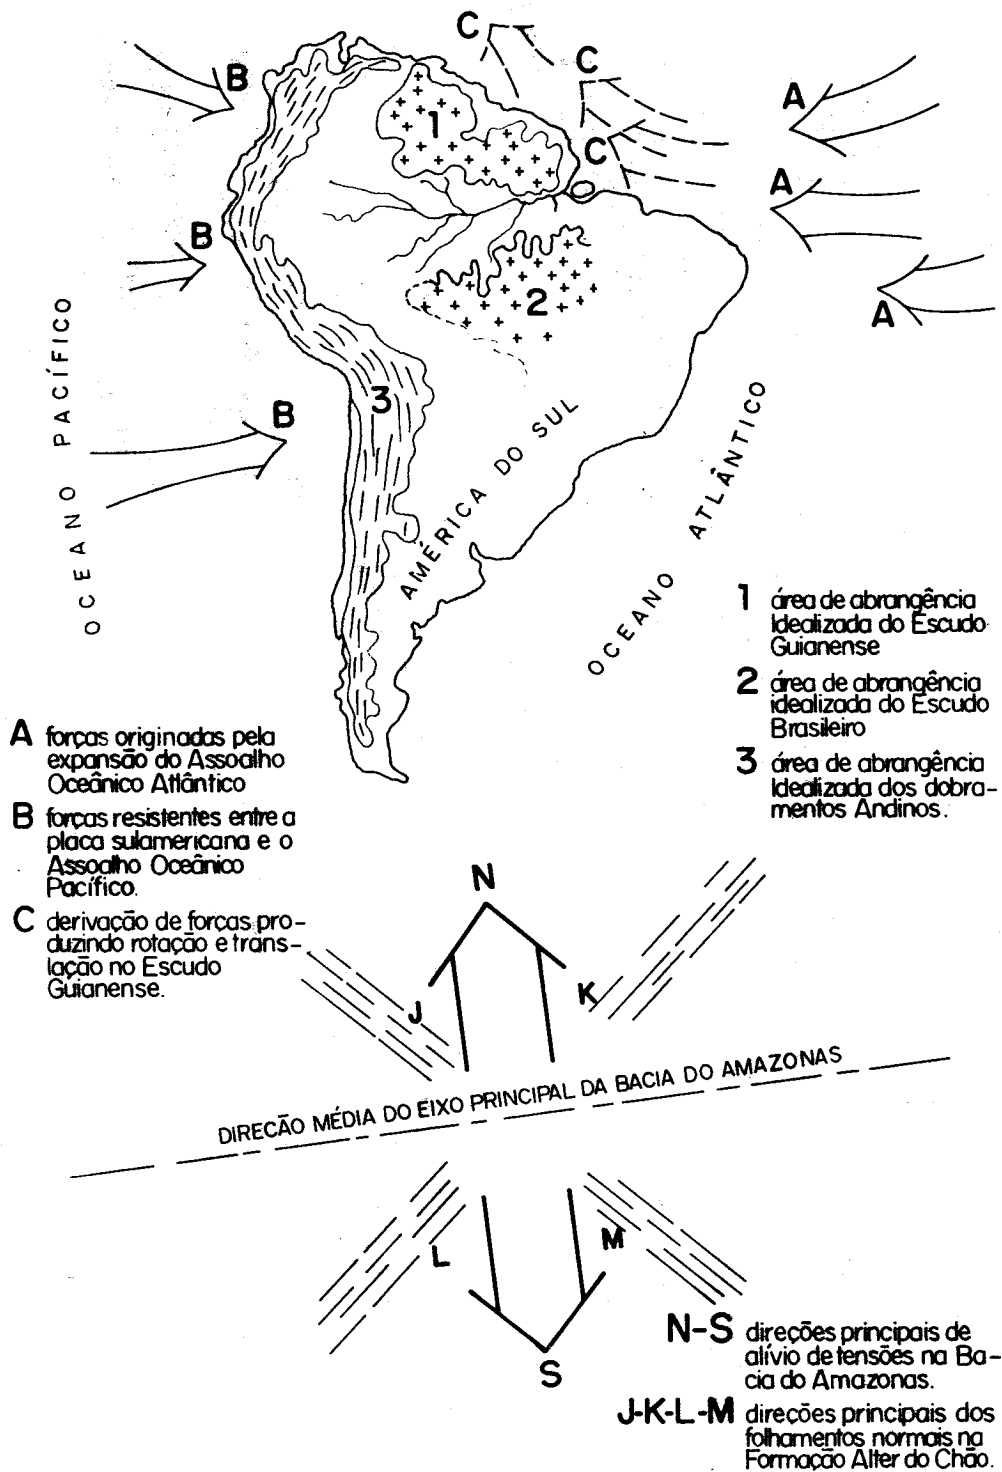 C
C
B
A
1
C
A
B
2
A
3
B
OCEANO PACÍFICO
AMÉRICA DO SUL
OCEANO ATLÂNTICO
1 área de abrangência
Idealizada do Escudo
Guianense
2 área de abrangência
idealizada do Escudo
Brasileiro
3 área de abrangência
Idealizada dos dobra-
mentos Andinos.
A forças originadas pela
expansão do Assoalho
Oceânico Atlântico
B forças resistentes entre a
placa sulamericana e o
Assoalho Oceânico
Pacífico.
C derivação de forças pro-
duzindo rotação e trans-
lação no Escudo
Guianense.
N
J
K
DIRECÃO MÉDIA DO EIXO PRINCIPAL DA BACIA DO AMAZONAS
L
M
S
N-S direções principais de
alívio de tensões na Ba-
cia do Amazonas.
J-K-L-M direções principais dos
folhamentos normais na
Formação Alter do Chão.